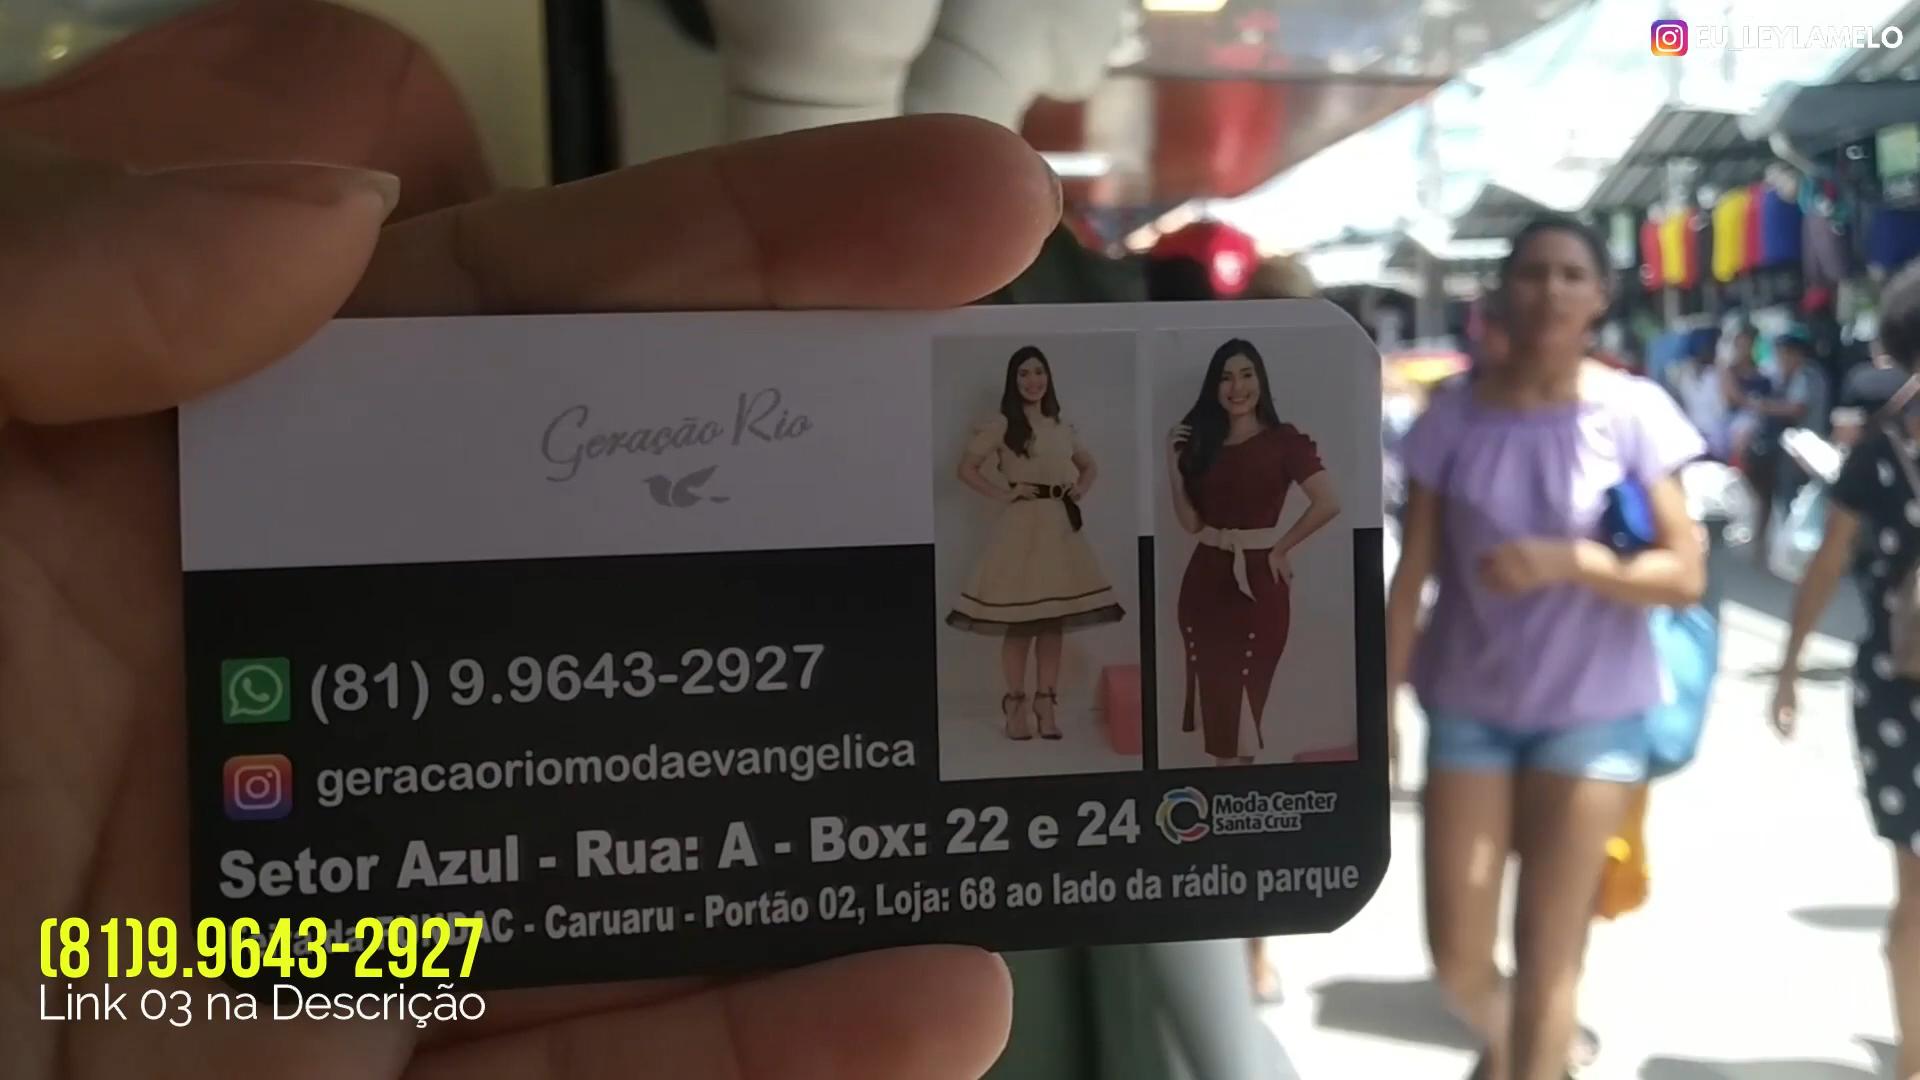 EU_LEYLAMELO
Geração Rio
(81) 9.9643-2927
geracaoriomodaevangelica
Setor Azul - Rua: A - Box: 22 e 24
Moda Center
Santa Cruz
- Caruaru - Portão 02, Loja: 68 ao lado da rádio parque
(81)9.9643-2927
Link 03 na Descrição